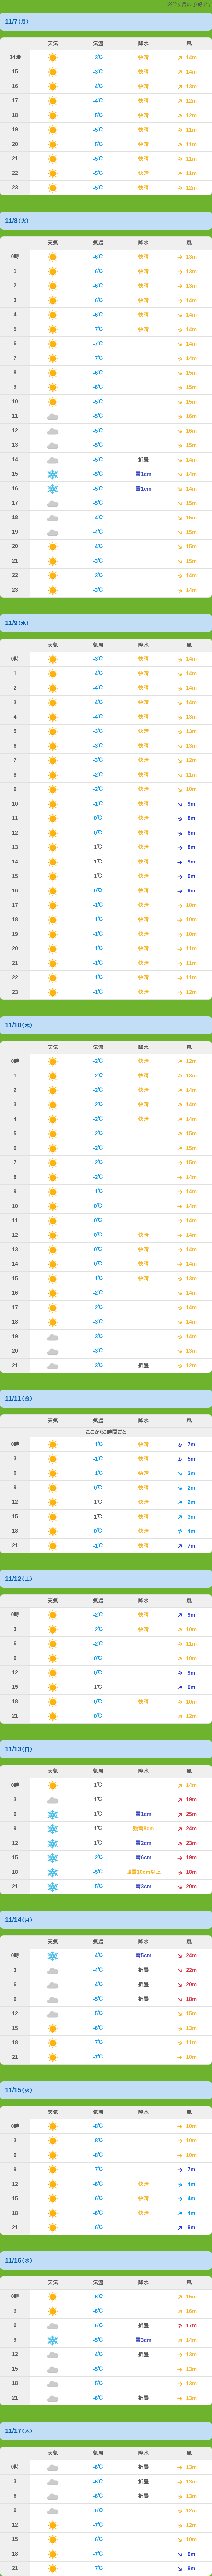 11/7(月)
天気 気温 降水 風
14時 -3℃ 快晴 14m
15 -3℃ 快晴 14m
16 -4℃ 快晴 13m
17 -4℃ 快晴 12m
18 -5℃ 快晴 12m
19 -5℃ 快晴 11m
20 -5℃ 快晴 11m
21 -5℃ 快晴 11m
22 -5℃ 快晴 11m
23 -5℃ 快晴 12m
11/8(火)
天気 気温 降水 風
0時 -6℃ 快晴 13m
1 -6℃ 快晴 13m
2 -6℃ 快晴 13m
3 -6℃ 快晴 14m
4 -6℃ 快晴 14m
5 -7℃ 快晴 14m
6 -7℃ 14m
7 -7℃ 14m
8 -6℃ 15m
9 -6℃ 15m
10 -5℃ 15m
11 -5℃ 16m
12 -5℃ 16m
13 -5℃ 15m
14 -5℃ 折曇 14m
15 -5℃ 雪1cm 14m
16 -5℃ 雪1cm 14m
17 -5℃ 15m
18 -4℃ 15m
19 -4℃ 15m
20 -4℃ 15m
21 -3℃ 15m
22 -3℃ 14m
23 -3℃ 14m
11/9(水)
天気 気温 降水 風
0時 -3℃ 快晴 14m
1 -4℃ 快晴 14m
2 -4℃ 快晴 14m
3 -4℃ 快晴 14m
4 -4℃ 快晴 13m
5 -3℃ 快晴 13m
6 -3℃ 快晴 13m
7 -3℃ 快晴 12m
8 -2℃ 快晴 11m
9 -2℃ 快晴 10m
10 -1℃ 快晴 9m
11 0℃ 快晴 8m
12 0℃ 快晴 8m
13 1℃ 快晴 8m
14 1℃ 快晴 9m
15 1℃ 快晴 9m
16 0℃ 快晴 9m
17 -1℃ 快晴 10m
18 -1℃ 快晴 10m
19 -1℃ 快晴 10m
20 -1℃ 快晴 11m
21 -1℃ 快晴 11m
22 -1℃ 快晴 11m
23 -1℃ 快晴 12m
11/10(木)
天気 気温 降水 風
0時 -2℃ 快晴 12m
1 -2℃ 快晴 13m
2 -2℃ 快晴 14m
3 -2℃ 快晴 14m
4 -2℃ 快晴 14m
5 -2℃ 15m
6 -2℃ 15m
7 -2℃ 15m
8 -2℃ 14m
9 -1℃ 14m
10 0℃ 14m
11 0℃ 14m
12 0℃ 快晴 14m
13 0℃ 快晴 14m
14 0℃ 快晴 14m
15 -1℃ 快晴 13m
16 -2℃ 14m
17 -2℃ 14m
18 -3℃ 14m
19 -3℃ 14m
20 -3℃ 13m
21 -3℃ 折曇 12m
11/11(金)
天気 気温 降水 風
ここから3時間ごと
0時 -1℃ 快晴 7m
3 -1℃ 快晴 5m
6 -1℃ 快晴 3m
9 0℃ 快晴 2m
12 1℃ 快晴 2m
15 1℃ 快晴 3m
18 0℃ 快晴 4m
21 -1℃ 快晴 7m
11/12(土)
天気 気温 降水 風
0時 -2℃ 快晴 9m
3 -2℃ 快晴 10m
6 -2℃ 11m
9 0℃ 10m
12 0℃ 9m
15 1℃ 9m
18 0℃ 快晴 10m
21 0℃ 12m
11/13(日)
天気 気温 降水 風
0時 1℃ 14m
3 1℃ 19m
6 1℃ 雪1cm 25m
9 1℃ 24m
12 1℃ 雪2cm 23m
15 -2℃ 雪6cm 19m
18 -5℃ 強雪10cm以上 18m
21 -5℃ 雪3cm 20m
11/14(月)
天気 気温 降水 風
0時 -4℃ 雪5cm 24m
3 -4℃ 折曇 22m
6 -4℃ 折曇 20m
9 -5℃ 折曇 18m
12 -5℃ 15m
15 -6℃ 13m
18 -7℃ 11m
21 -7℃ 10m
11/15(火)
天気 気温 降水 風
0時 -8℃ 10m
3 -8℃ 10m
6 -8℃ 10m
9 -7℃ 7m
12 -6℃ 快晴 4m
15 -6℃ 快晴 4m
18 -6℃ 快晴 4m
21 -6℃ 9m
11/16(水)
天気 気温 降水 風
0時 -6℃ 15m
3 -6℃ 16m
6 -6℃ 折曇 17m
9 -5℃ 雪3cm 14m
12 -4℃ 折曇 13m
15 -5℃ 11m
18 -5℃ 13m
21 -6℃ 折曇 13m
11/17(木)
天気 気温 降水 風
0時 -6℃ 折曇 13m
3 -6℃ 折曇 13m
6 -6℃ 折曇 13m
9 -6℃ 12m
12 -7℃ 12m
15 -6℃ 10m
18 -7℃ 9m
21 -7℃ 9m